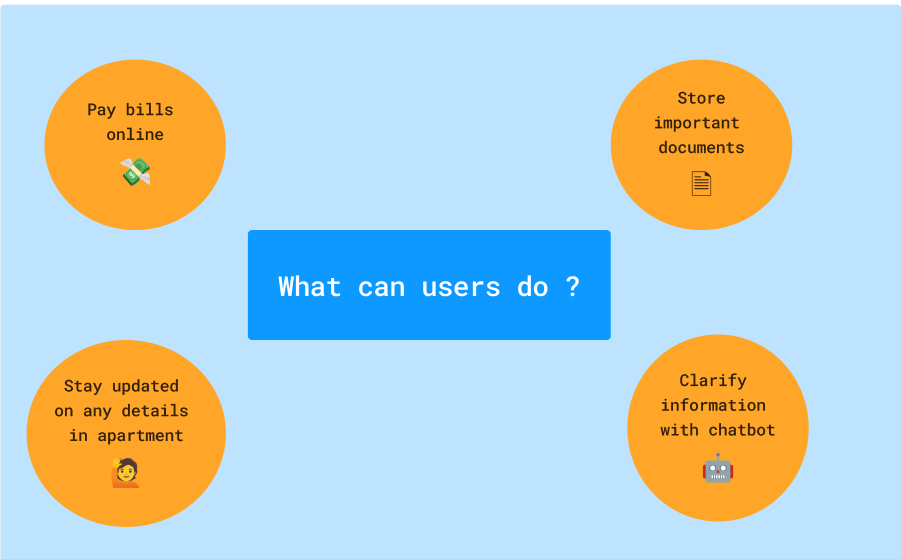 Pay bills
online
Store
important
documents
What can users do ?
Stay updated
on any details
in apartment
Clarify
information
with chatbot